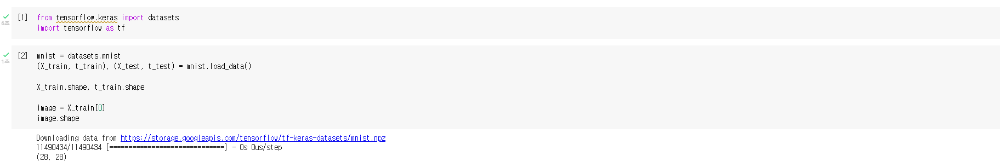 [1] from tensorflow.keras import datasets
6초 import tensorflow as tf
[2] mnist = datasets.mnist
1초 (X_train, t_train), (X_test, t_test) = mnist.load_data()
X_train.shape, t_train.shape
image = X_train[0]
image.shape
Downloading data from https://storage.googleapis.com/tensorflow/tf-keras-datasets/mnist.npz
11490434/11490434 [==============================] - 0s 0us/step
(28, 28)